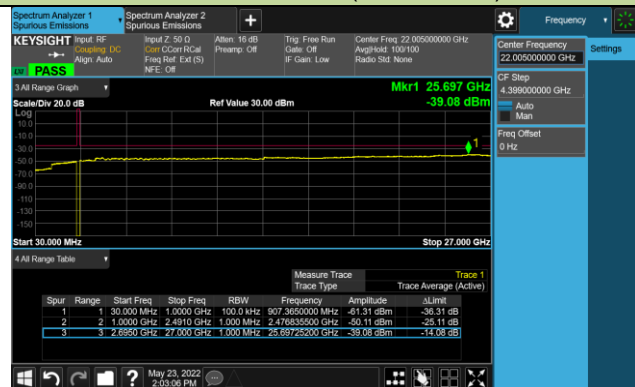 Spectrum Analyzer 1
Spurious Emissions
Spectrum Analyzer 2
Spurious Emissions
Frequency
KEYSIGHT
Input: RF
Coupling: DC
Align: Auto
Input Z: 50 Ω
Corr CCorr RCal
Freq Ref: Ext (S)
NFE: Off
Atten: 16 dB
Preamp: Off
Trig: Free Run
Gate: Off
IF Gain: Low
Center Freq: 22.005000000 GHz
Avg|Hold: 100/100
Radio Std: None
PASS
Center Frequency
22.005000000 GHz
Settings
CF Step
4.399000000 GHz
Auto
Man
Freq Offset
0 Hz
3 All Range Graph
Mkr1 25.697 GHz
-39.08 dBm
Scale/Div 20.0 dB
Ref Value 30.00 dBm
Log
10.0
-10.0
-30.0
-50.0
-70.0
-90.0
-110
-130
-150
1
Start 30.000 MHz
Stop 27.000 GHz
4 All Range Table
Measure Trace Trace 1
Trace Type Trace Average (Active)
Spur Range Start Freq Stop Freq RBW Frequency Amplitude ΔLimit
1 1 30.000 MHz 1.0000 GHz 100.0 kHz 907.3650000 MHz -61.31 dBm -36.31 dB
2 2 1.0000 GHz 2.4910 GHz 1.000 MHz 2.476835500 GHz -50.11 dBm -25.11 dB
3 3 2.6950 GHz 27.000 GHz 1.000 MHz 25.69725200 GHz -39.08 dBm -14.08 dB
May 23, 2022
2:03:06 PM